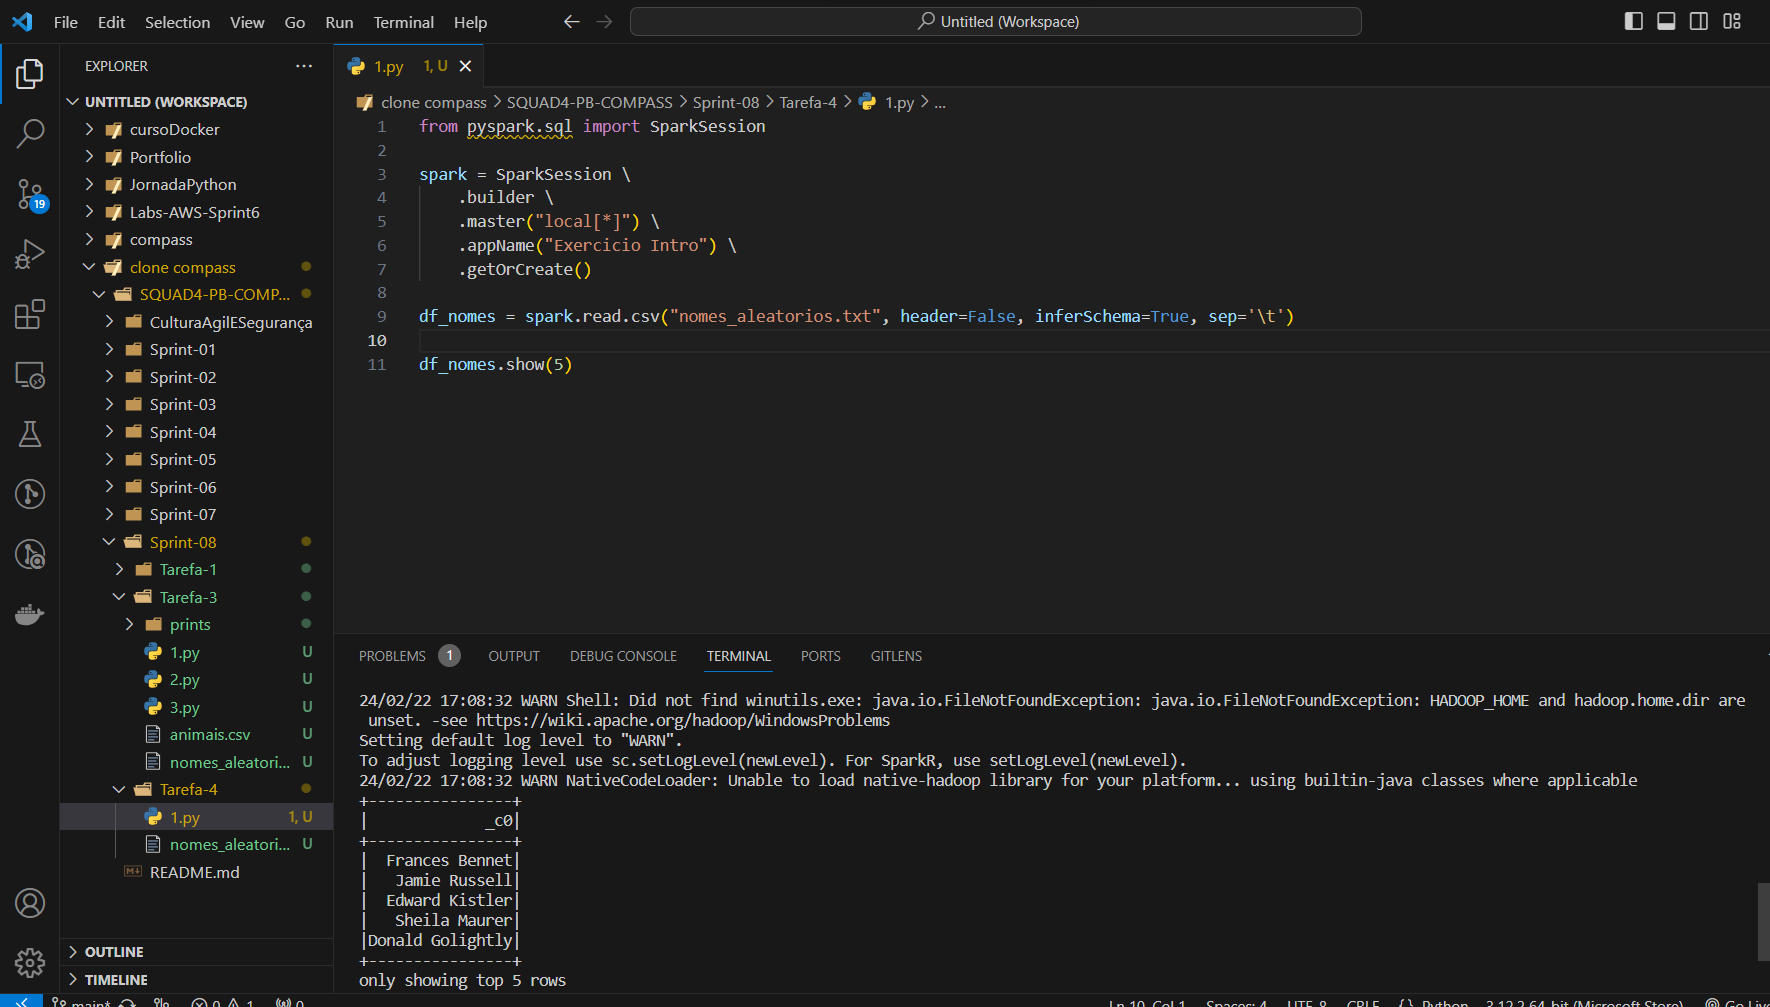 File Edit Selection View Go Run Terminal Help
Untitled (Workspace)
EXPLORER
UNTITLED (WORKSPACE)
cursoDocker
Portfolio
JornadaPython
Labs-AWS-Sprint6
compass
clone compass
SQUAD4-PB-COMP...
CulturaAgilESegurança
Sprint-01
Sprint-02
Sprint-03
Sprint-04
Sprint-05
Sprint-06
Sprint-07
Sprint-08
Tarefa-1
Tarefa-3
prints
1.py U
2.py U
3.py U
animais.csv U
nomes_aleatori... U
Tarefa-4
1.py 1, U
nomes_aleatori... U
README.md
OUTLINE
TIMELINE
19
1.py 1, U
clone compass > SQUAD4-PB-COMPASS > Sprint-08 > Tarefa-4 > 1.py > ...
1 from pyspark.sql import SparkSession
2
3 spark = SparkSession \
4 .builder \
5 .master("local[*]") \
6 .appName("Exercicio Intro") \
7 .getOrCreate()
8
9 df_nomes = spark.read.csv("nomes_aleatorios.txt", header=False, inferSchema=True, sep='\t')
10
11 df_nomes.show(5)
PROBLEMS 1 OUTPUT DEBUG CONSOLE TERMINAL PORTS GITLENS
24/02/22 17:08:32 WARN Shell: Did not find winutils.exe: java.io.FileNotFoundException: java.io.FileNotFoundException: HADOOP_HOME and hadoop.home.dir are
unset. -see https://wiki.apache.org/hadoop/WindowsProblems
Setting default log level to "WARN".
To adjust logging level use sc.setLogLevel(newLevel). For SparkR, use setLogLevel(newLevel).
24/02/22 17:08:32 WARN NativeCodeLoader: Unable to load native-hadoop library for your platform... using builtin-java classes where applicable
+----------------+
|             _c0|
+----------------+
|  Frances Bennet|
|   Jamie Russell|
|  Edward Kistler|
|   Sheila Maurer|
|Donald Golightly|
+----------------+
only showing top 5 rows
main* 0 1 0 Ln 10, Col 1 Spaces: 4 UTF-8 CRLF {} Python 3.12.2 64-bit (Microsoft Store) Go Live